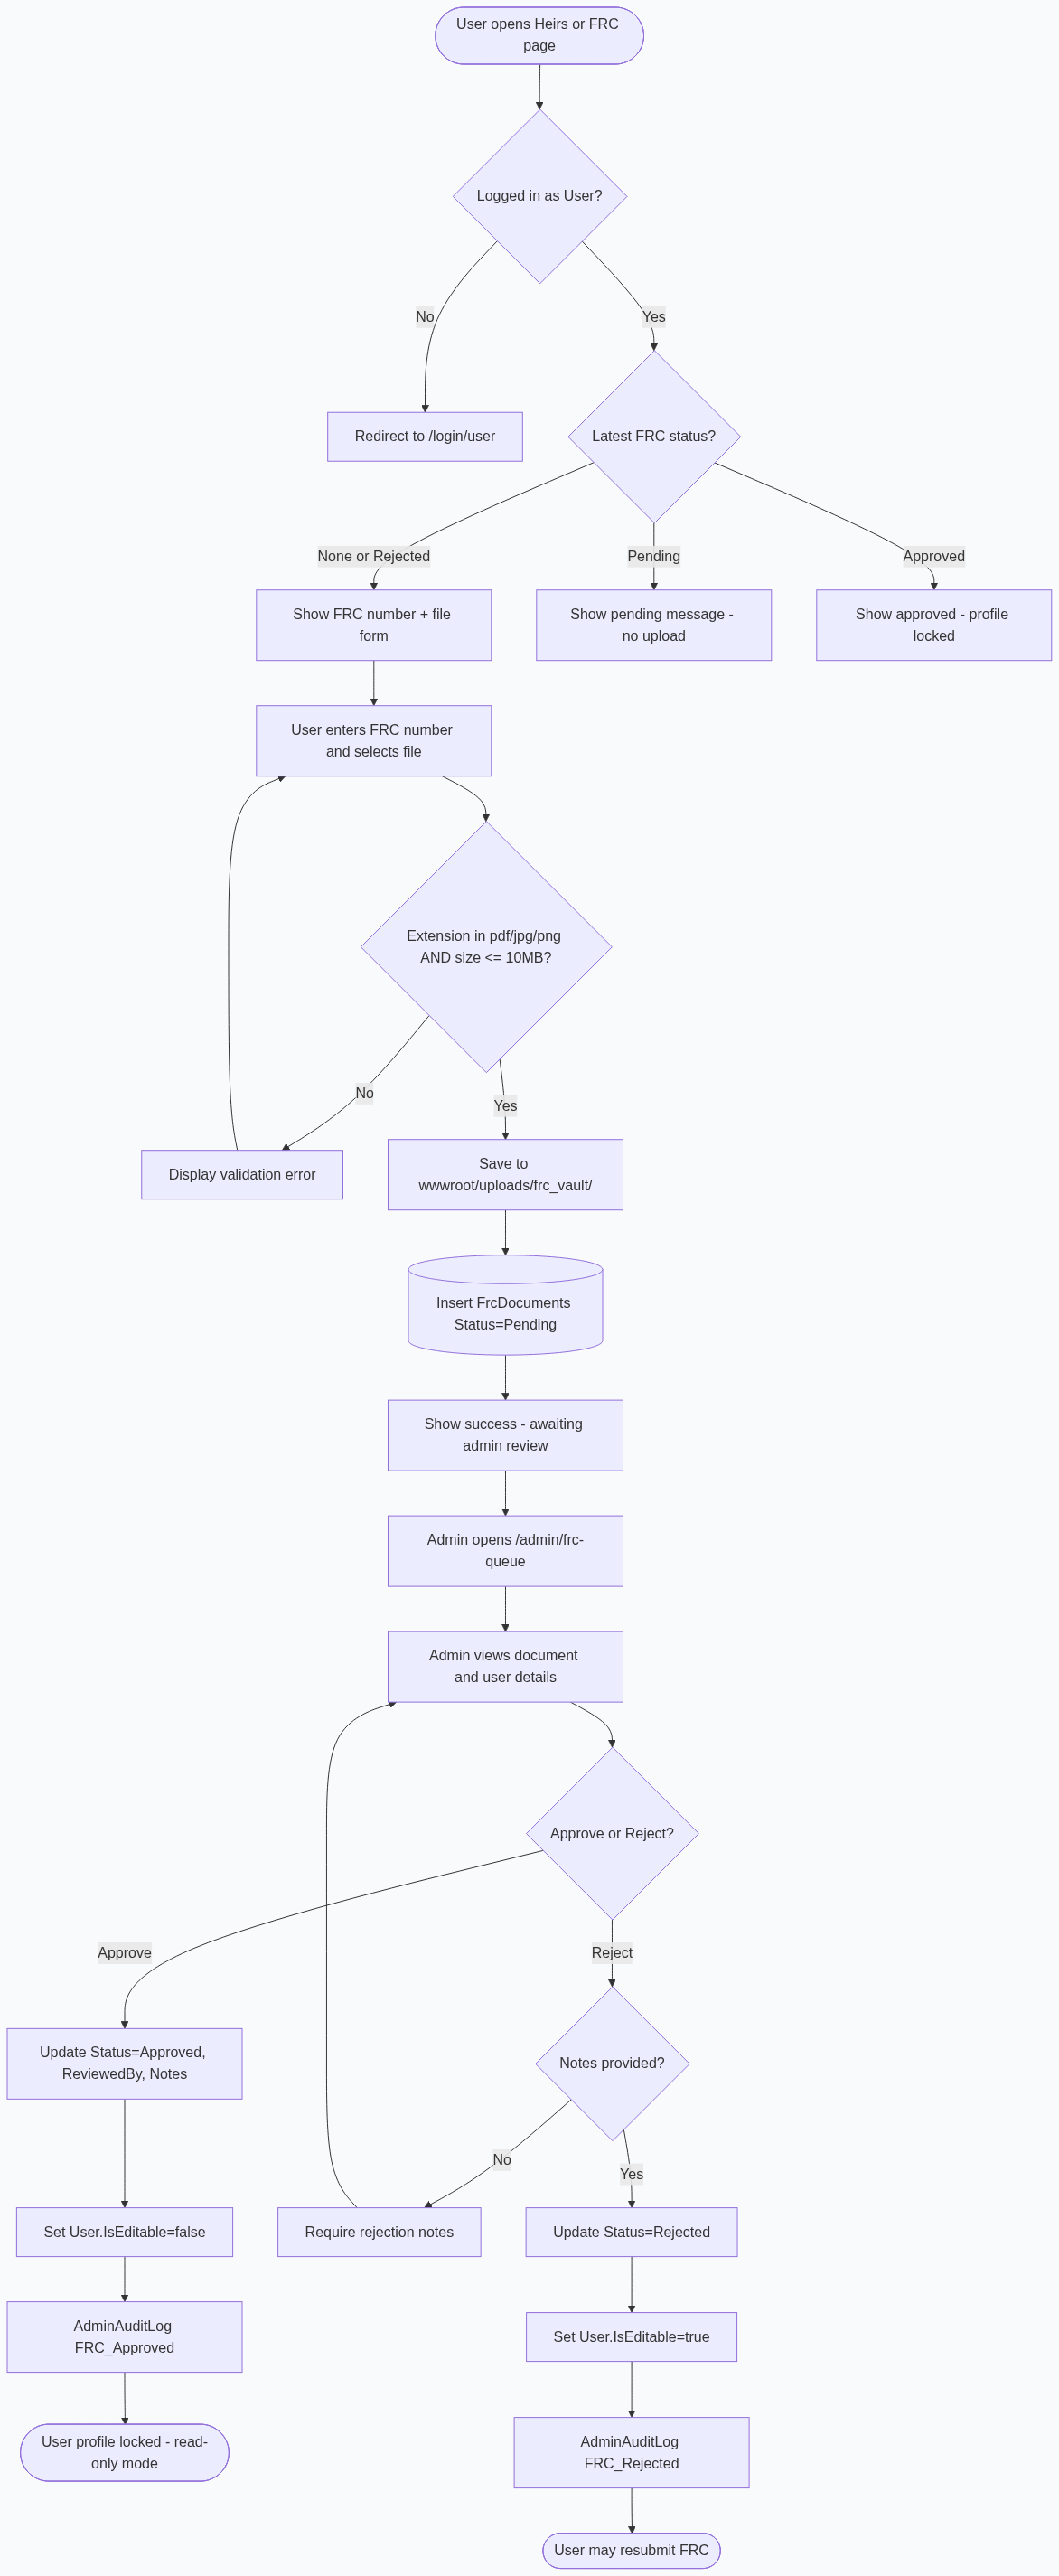 User opens Heirs or FRC
page
Logged in as User?
No
Yes
Redirect to /login/user
Latest FRC status?
None or Rejected
Pending
Approved
Show FRC number + file
form
Show pending message -
no upload
Show approved - profile
locked
User enters FRC number
and selects file
Extension in pdf/jpg/png
AND size <= 10MB?
No
Yes
Display validation error
Save to
wwwroot/uploads/frc_vault/
Insert FrcDocuments
Status=Pending
Show success - awaiting
admin review
Admin opens /admin/frc-
queue
Admin views document
and user details
Approve or Reject?
Approve
Reject
Update Status=Approved,
ReviewedBy, Notes
Notes provided?
No
Yes
Set User.IsEditable=false
Require rejection notes
Update Status=Rejected
AdminAuditLog
FRC_Approved
Set User.IsEditable=true
User profile locked - read-
only mode
AdminAuditLog
FRC_Rejected
User may resubmit FRC